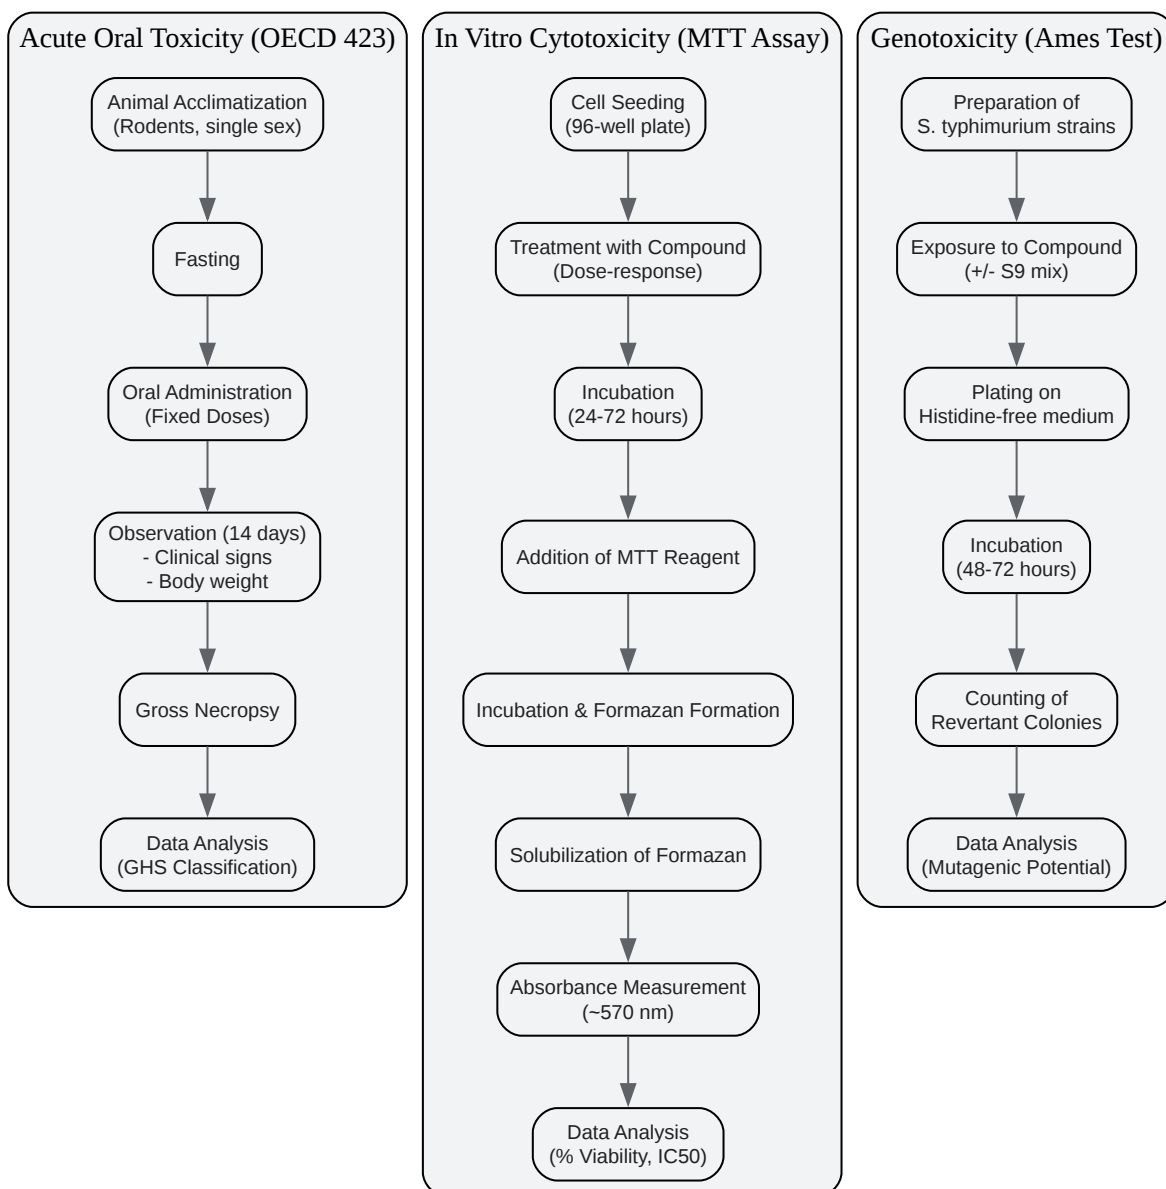 Acute Oral Toxicity (OECD 423)
Animal Acclimatization
(Rodents, single sex)
Fasting
Oral Administration
(Fixed Doses)
Observation (14 days)
- Clinical signs
- Body weight
Gross Necropsy
Data Analysis
(GHS Classification)
In Vitro Cytotoxicity (MTT Assay)
Cell Seeding
(96-well plate)
Treatment with Compound
(Dose-response)
Incubation
(24-72 hours)
Addition of MTT Reagent
Incubation & Formazan Formation
Solubilization of Formazan
Absorbance Measurement
(~570 nm)
Data Analysis
(% Viability, IC50)
Genotoxicity (Ames Test)
Preparation of
S. typhimurium strains
Exposure to Compound
(+/- S9 mix)
Plating on
Histidine-free medium
Incubation
(48-72 hours)
Counting of
Revertant Colonies
Data Analysis
(Mutagenic Potential)